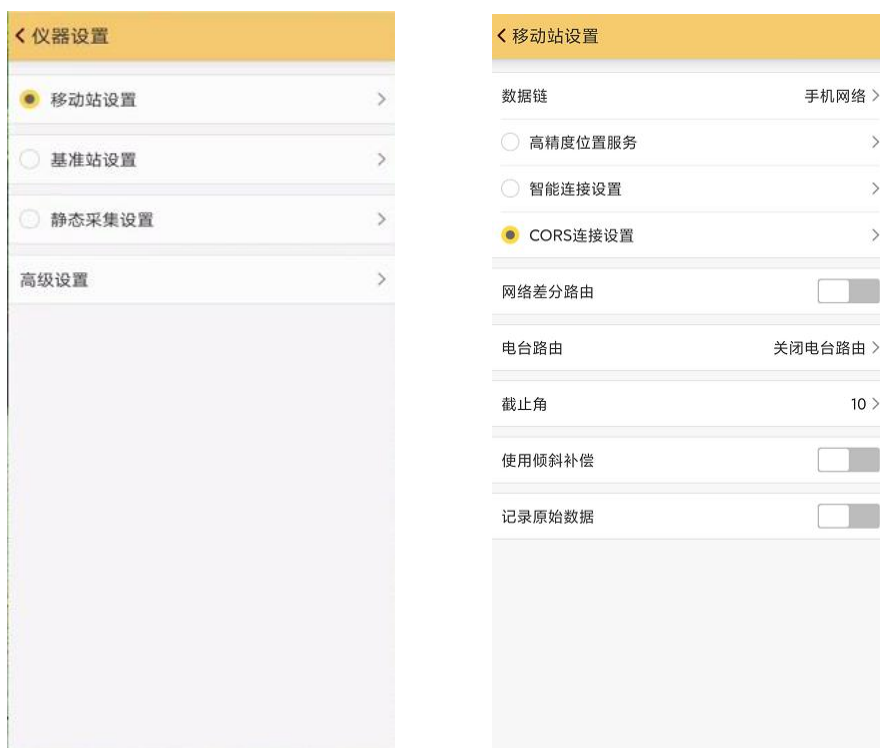 仪器设置
移动站设置
基准站设置
静态采集设置
高级设置
移动站设置
数据链 手机网络
高精度位置服务
智能连接设置
CORS连接设置
网络差分路由
电台路由 关闭电台路由
截止角 10
使用倾斜补偿
记录原始数据